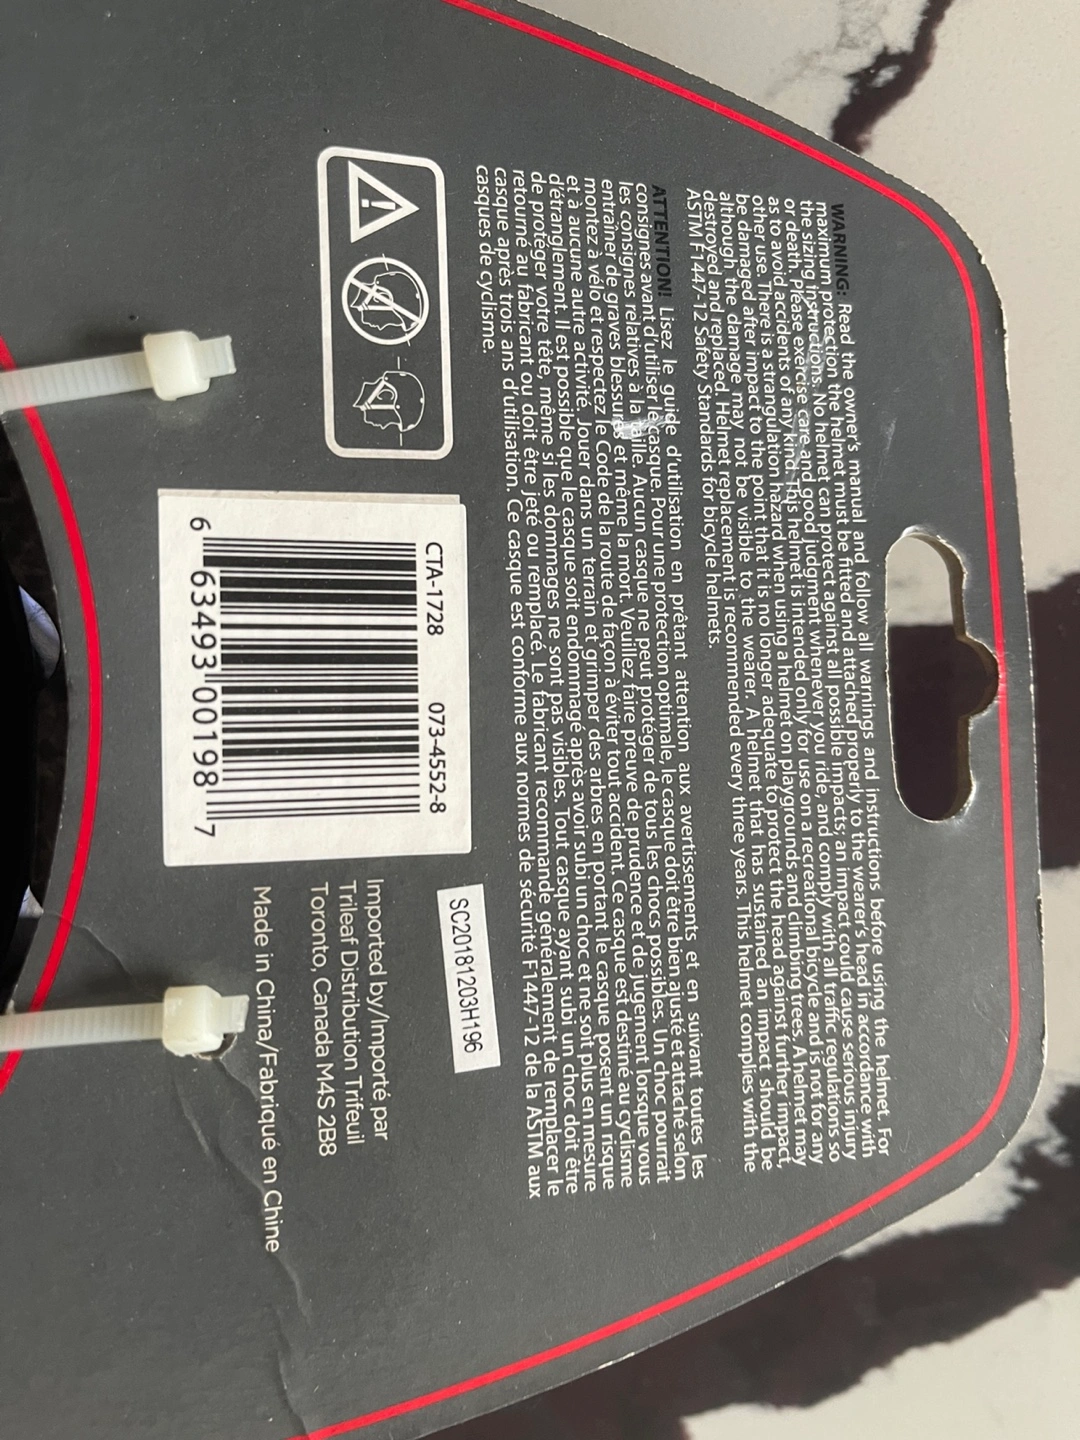 WARNING: Read the owner's manual and follow all warnings and instructions before using the helmet. For
maximum protection the helmet must be fitted and attached properly to the wearer's head in accordance with
the sizing instructions. No helmet can protect against all possible impacts; an impact could cause serious injury
or death. Please exercise care and good judgment whenever you ride, and comply with all traffic regulations so
as to avoid accidents of any kind. This helmet is intended only for use on a recreational bicycle and is not for any
other use. There is a strangulation hazard when using a helmet on playgrounds and climbing trees. A helmet may
be damaged after impact to the point that it is no longer adequate to protect the head against further impact,
although the damage may not be visible to the wearer. A helmet that has sustained an impact should be
destroyed and replaced. Helmet replacement is recommended every three years. This helmet complies with the
ASTM F1447-12 Safety Standards for bicycle helmets.
ATTENTION! Lisez le guide d'utilisation en prêtant attention aux avertissements et en suivant toutes les
consignes avant d'utiliser le casque. Pour une protection optimale, le casque doit être bien ajusté et attaché selon
les consignes relatives à la taille. Aucun casque ne peut protéger de tous les chocs possibles. Un choc pourrait
entraîner de graves blessures et même la mort. Veuillez faire preuve de prudence et de jugement lorsque vous
montez à vélo et respectez le Code de la route de façon à éviter tout accident. Ce casque est destiné au cyclisme
et à aucune autre activité. Jouer dans un terrain et grimper des arbres en portant le casque posent un risque
d'étranglement. Il est possible que le casque soit endommagé après avoir subi un choc et ne soit plus en mesure
de protéger votre tête, même si les dommages ne sont pas visibles. Tout casque ayant subi un choc doit être
retourné au fabricant ou doit être jeté ou remplacé. Le fabricant recommande généralement de remplacer le
casque après trois ans d'utilisation. Ce casque est conforme aux normes de sécurité F1447-12 de la ASTM aux
casques de cyclisme.
CTA-1728 073-4552-8
6 63493 00198 7
SC20181203H196
Imported by/Importé par
Trileaf Distribution Trifeuil
Toronto, Canada M4S 2B8
Made in China/Fabriqué en Chine